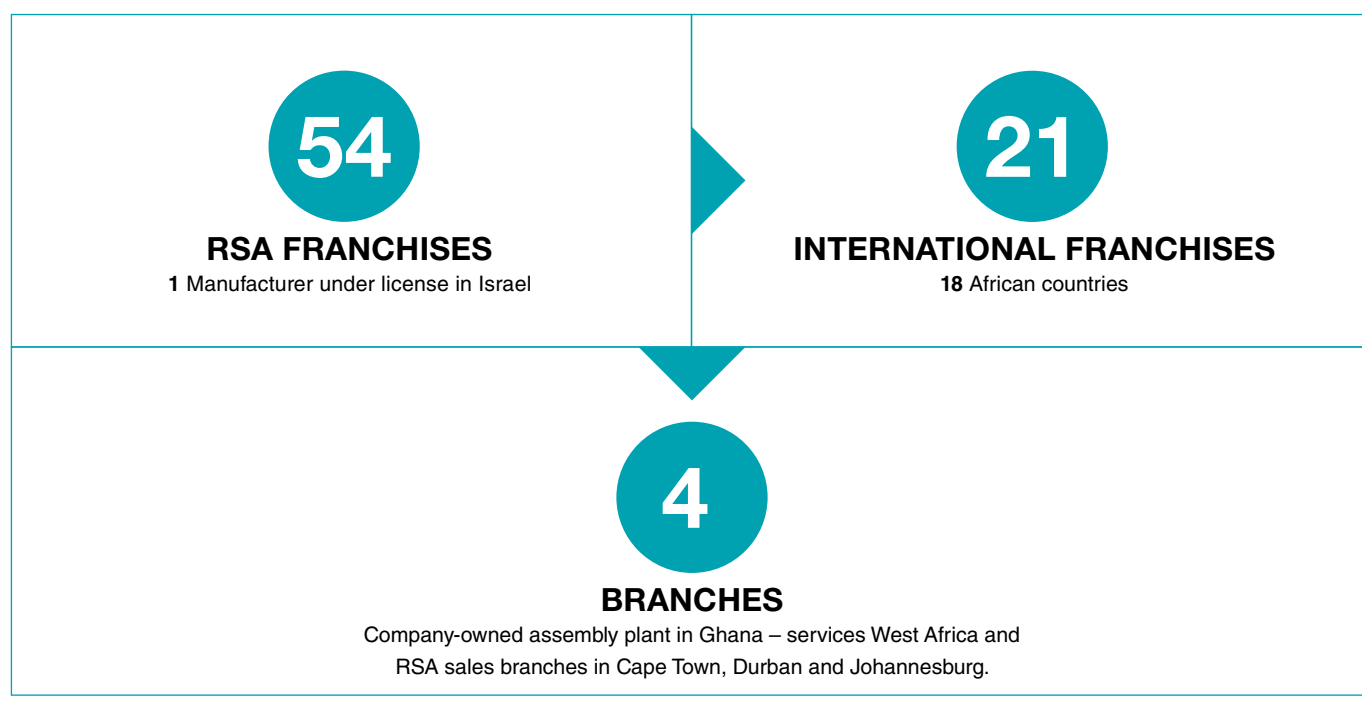 54
RSA FRANCHISES
1 Manufacturer under license in Israel
21
INTERNATIONAL FRANCHISES
18 African countries
4
BRANCHES
Company-owned assembly plant in Ghana – services West Africa and
RSA sales branches in Cape Town, Durban and Johannesburg.